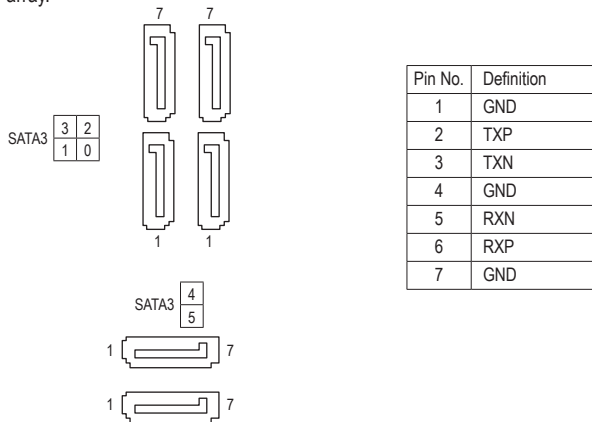 array.
7 7
SATA3 3 2
1 0
1 1
SATA3 4
5
1 7
1 7
Pin No. Definition
1 GND
2 TXP
3 TXN
4 GND
5 RXN
6 RXP
7 GND